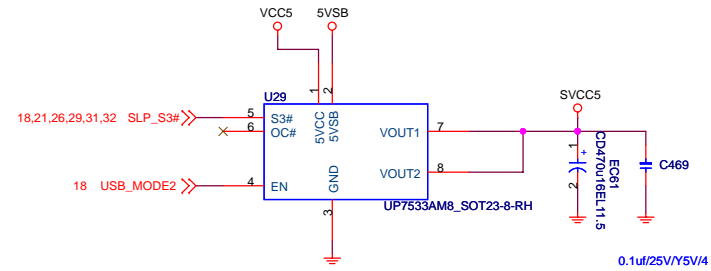 VCC5 5VSB
U29
1 2
18,21,26,29,31,32 SLP_S3#
5 S3#
6 OC#
5VCC 5VSB
VOUT1 7
VOUT2 8
18 USB_MODE2
4 EN
GND
3
UP7533AM8_SOT23-8-RH
SVCC5
1 + 2
EC61
CD470u16EL11.5
C469
0.1uf/25V/Y5V/4